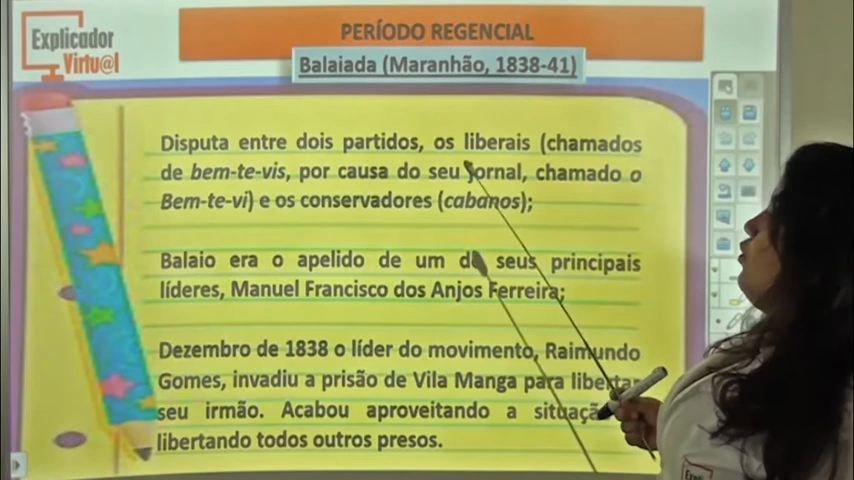 Explicador
Virtu@l
PERÍODO REGENCIAL
Balaiada (Maranhão, 1838-41)
Disputa entre dois partidos, os liberais (chamados
de bem-te-vis, por causa do seu jornal, chamado o
Bem-te-vi) e os conservadores (cabanos);
Balaio era o apelido de um de seus principais
líderes, Manuel Francisco dos Anjos Ferreira;
Dezembro de 1838 o líder do movimento, Raimundo
Gomes, invadiu a prisão de Vila Manga para libertar
seu irmão. Acabou aproveitando a situação
libertando todos outros presos.